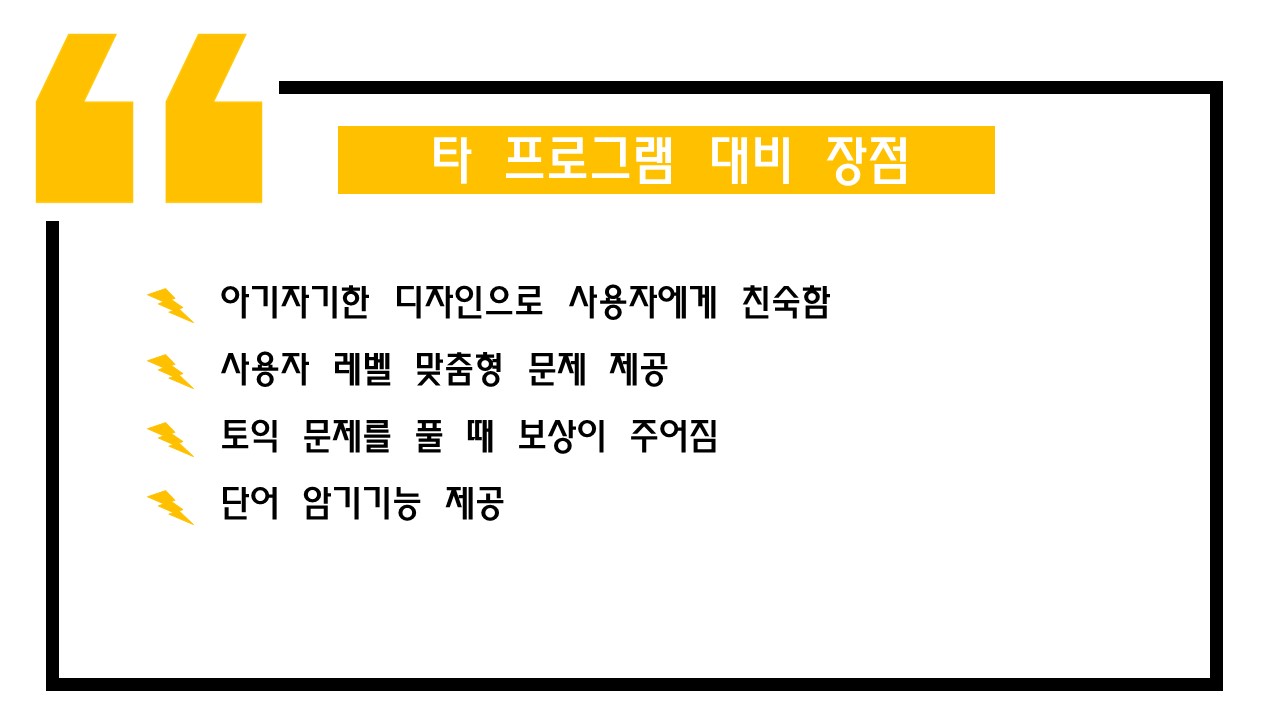 타 프로그램 대비 장점
아기자기한 디자인으로 사용자에게 친숙함
사용자 레벨 맞춤형 문제 제공
토익 문제를 풀 때 보상이 주어짐
단어 암기기능 제공